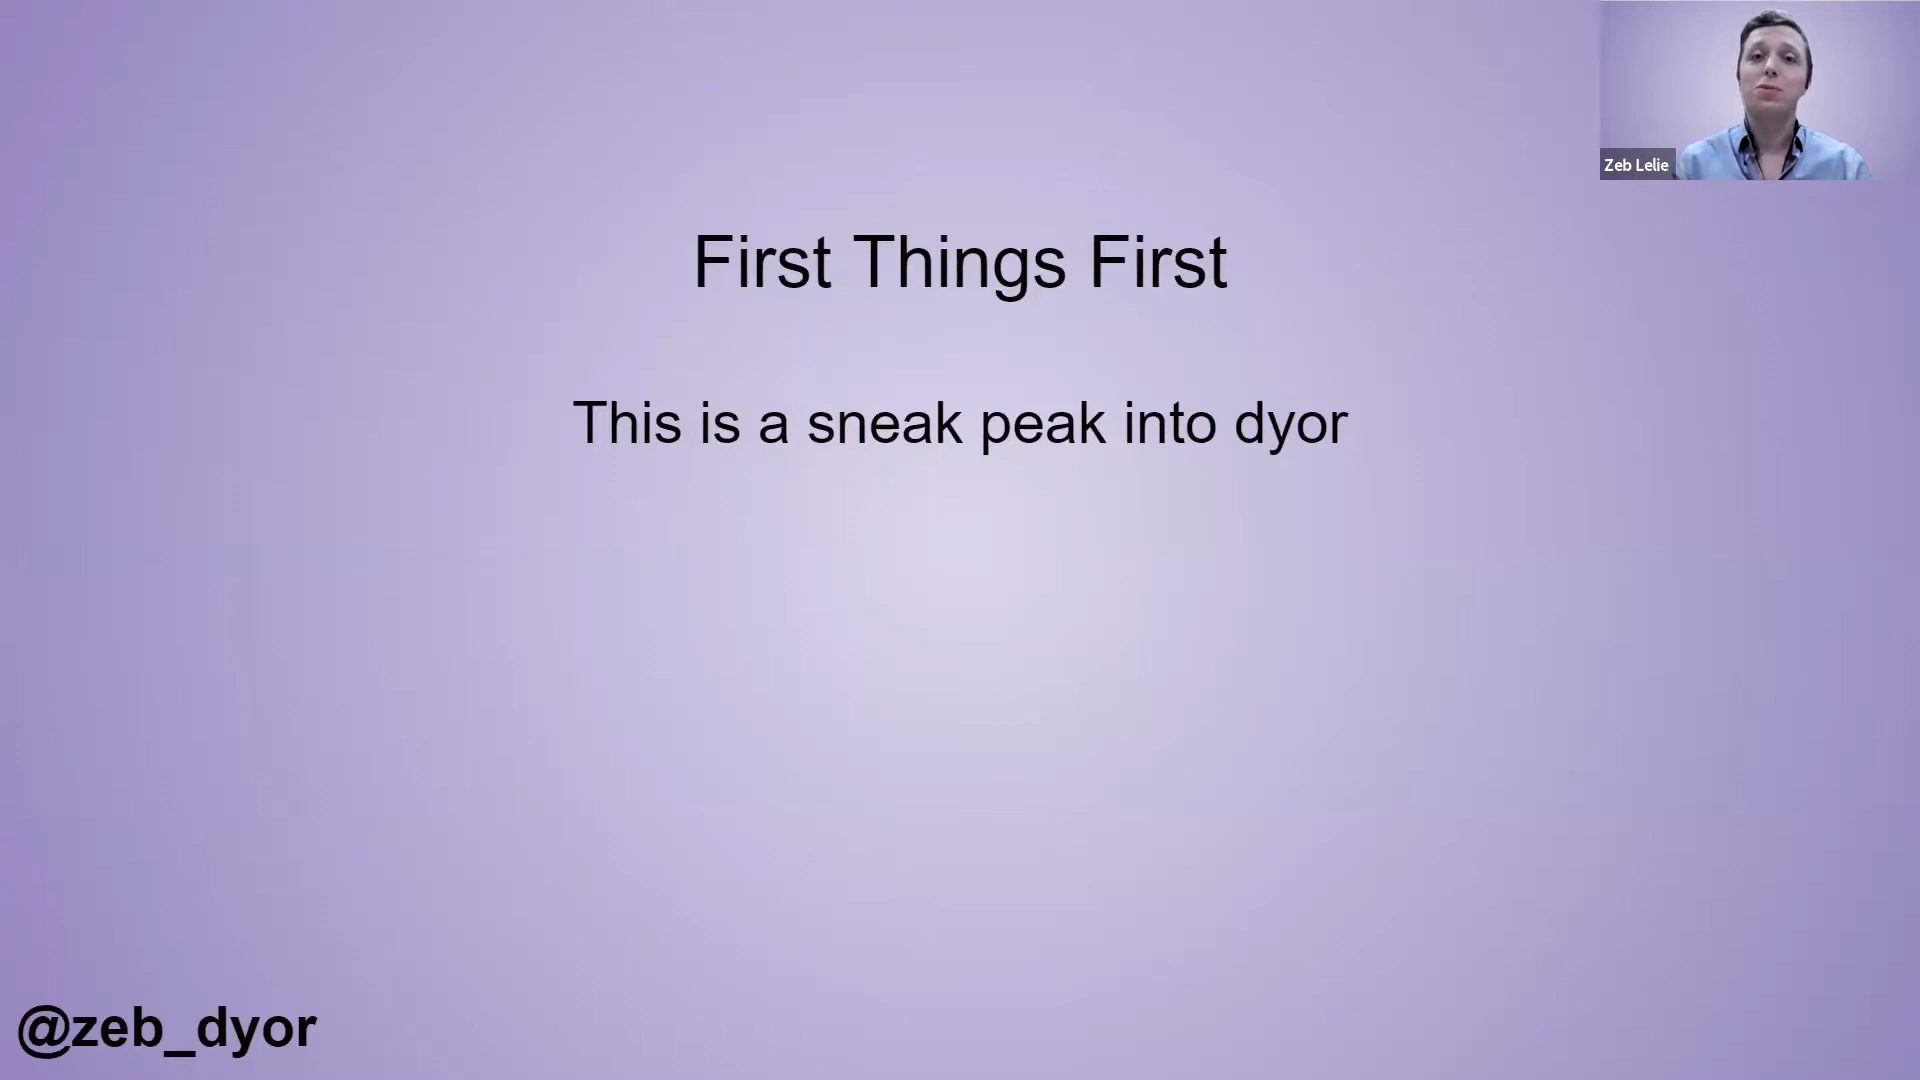 Zeb Lelie
First Things First
This is a sneak peak into dyor
@zeb_dyor